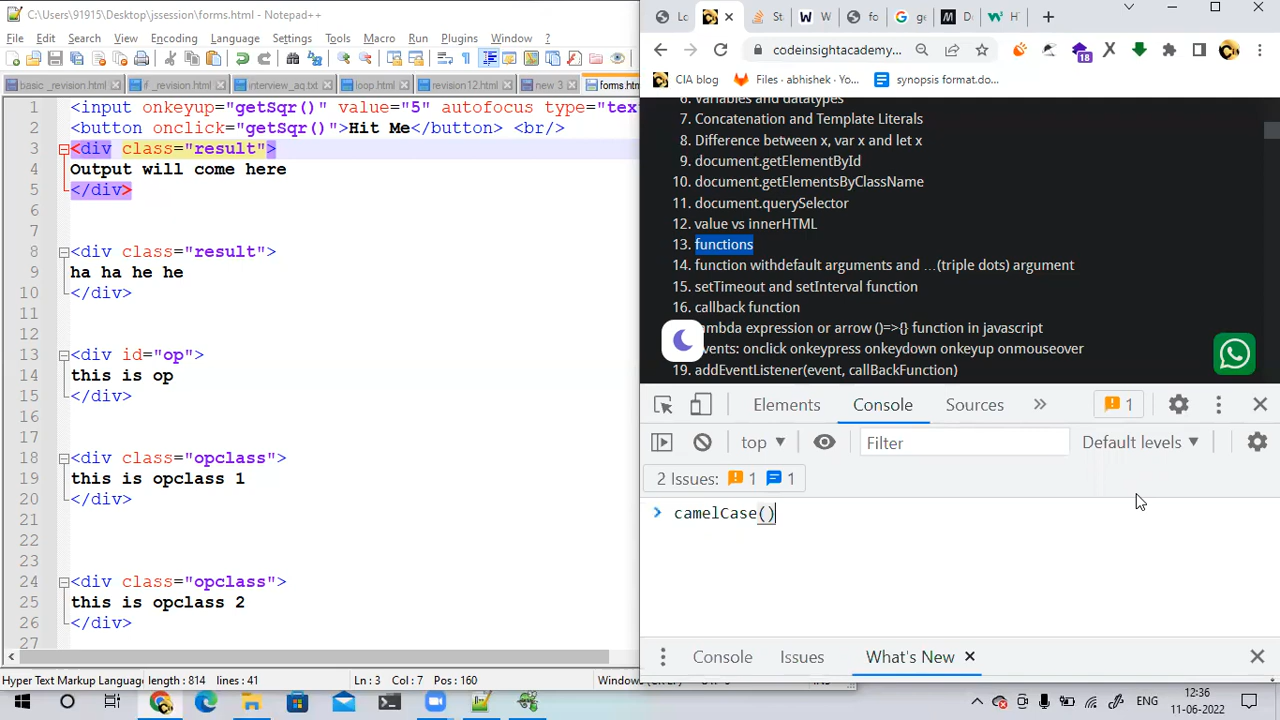 C:\Users\91915\Desktop\jssession\forms.html - Notepad++
File Edit Search View Encoding Language Settings Tools Macro Run Plugins Window ?
basic _revision.html if _revision.html interview_aq.txt loop.html revision12.html new 3 forms.htm
1 <input onkeyup="getSqr()" value="5" autofocus type="tex
2 <button onclick="getSqr()">Hit Me</button> <br/>
3 <div class="result">
4 Output will come here
5 </div>
6
7
8 <div class="result">
9 ha ha he he
10 </div>
11
12
13 <div id="op">
14 this is op
15 </div>
16
17
18 <div class="opclass">
19 this is opclass 1
20 </div>
21
22
23
24 <div class="opclass">
25 this is opclass 2
26 </div>
27
Hyper Text Markup Language length: 814 lines: 41 Ln: 3 Col: 7 Pos: 160
codeinsightacademy...
18
CIA blog Files · abhishek · Yo... synopsis format.do...
6. variables and datatypes
7. Concatenation and Template Literals
8. Difference between x, var x and let x
9. document.getElementById
10. document.getElementsByClassName
11. document.querySelector
12. value vs innerHTML
13. functions
14. function withdefault arguments and …(triple dots) argument
15. setTimeout and setInterval function
16. callback function
ambda expression or arrow ()=>{} function in javascript
vents: onclick onkeypress onkeydown onkeyup onmouseover
19. addEventListener(event, callBackFunction)
Elements Console Sources 1
top Filter Default levels
2 Issues: 1 1
camelCase()
Console Issues What's New
ENG
12:36
11-06-2022